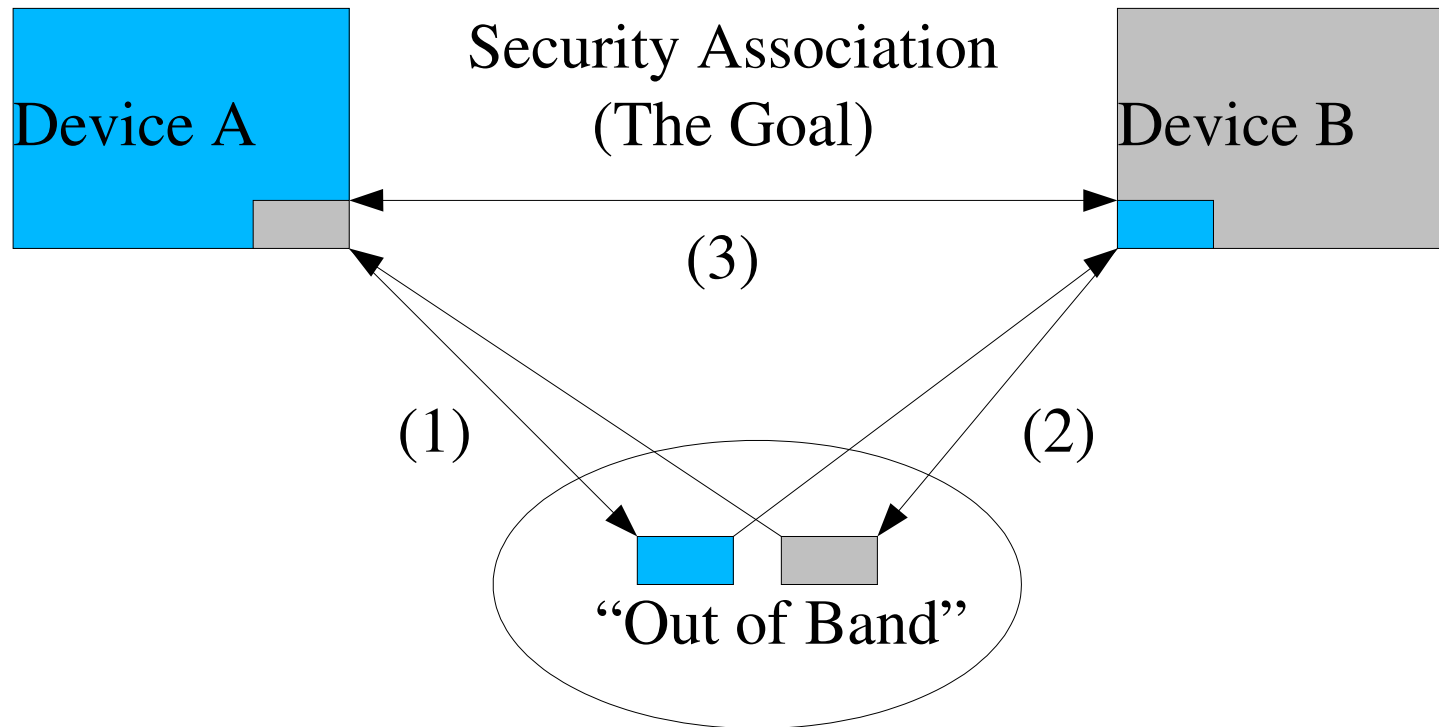 Security Association
(The Goal)
Device A
Device B
(3)
(1)
(2)
“Out of Band”